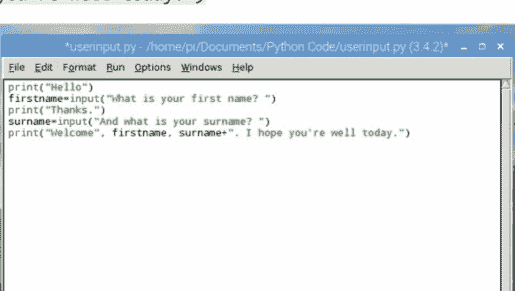 *userinput.py - /home/pi/Documents/Python Code/userinput.py (3.4.2)*
File Edit Format Run Options Windows Help
print("Hello")
firstname=input("What is your first name? ")
print("Thanks.")
surname=input("And what is your surname? ")
print("Welcome", firstname, surname+". I hope you're well today.")